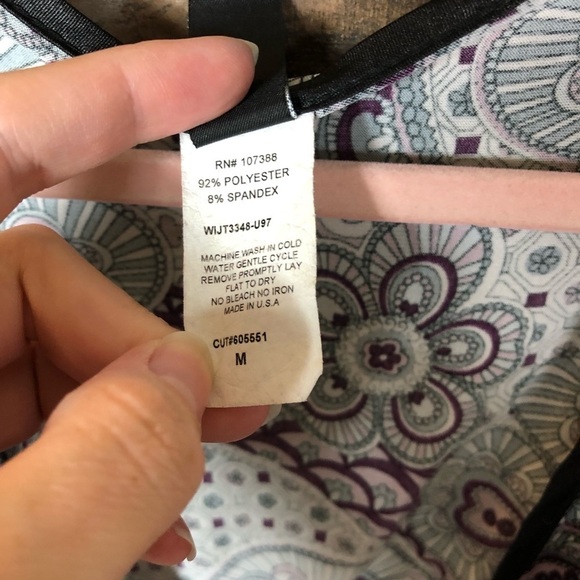 RN# 107388
92% POLYESTER
8% SPANDEX
WIJT3348-U97
MACHINE WASH IN COLD
WATER GENTLE CYCLE
REMOVE PROMPTLY LAY
FLAT TO DRY
NO BLEACH NO IRON
MADE IN U.S.A
CUT#605551
M